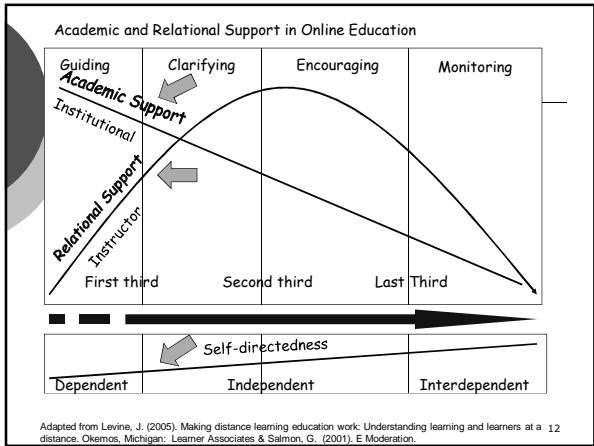 Academic and Relational Support in Online Education
Guiding Clarifying Encouraging Monitoring
Academic Support
Institutional
Relational Support
Instructor
First third Second third Last Third
Self-directedness
Dependent Independent Interdependent
Adapted from Levine, J. (2005). Making distance learning education work: Understanding learning and learners at a 12
distance. Okemos, Michigan: Learner Associates & Salmon, G. (2001). E Moderation.